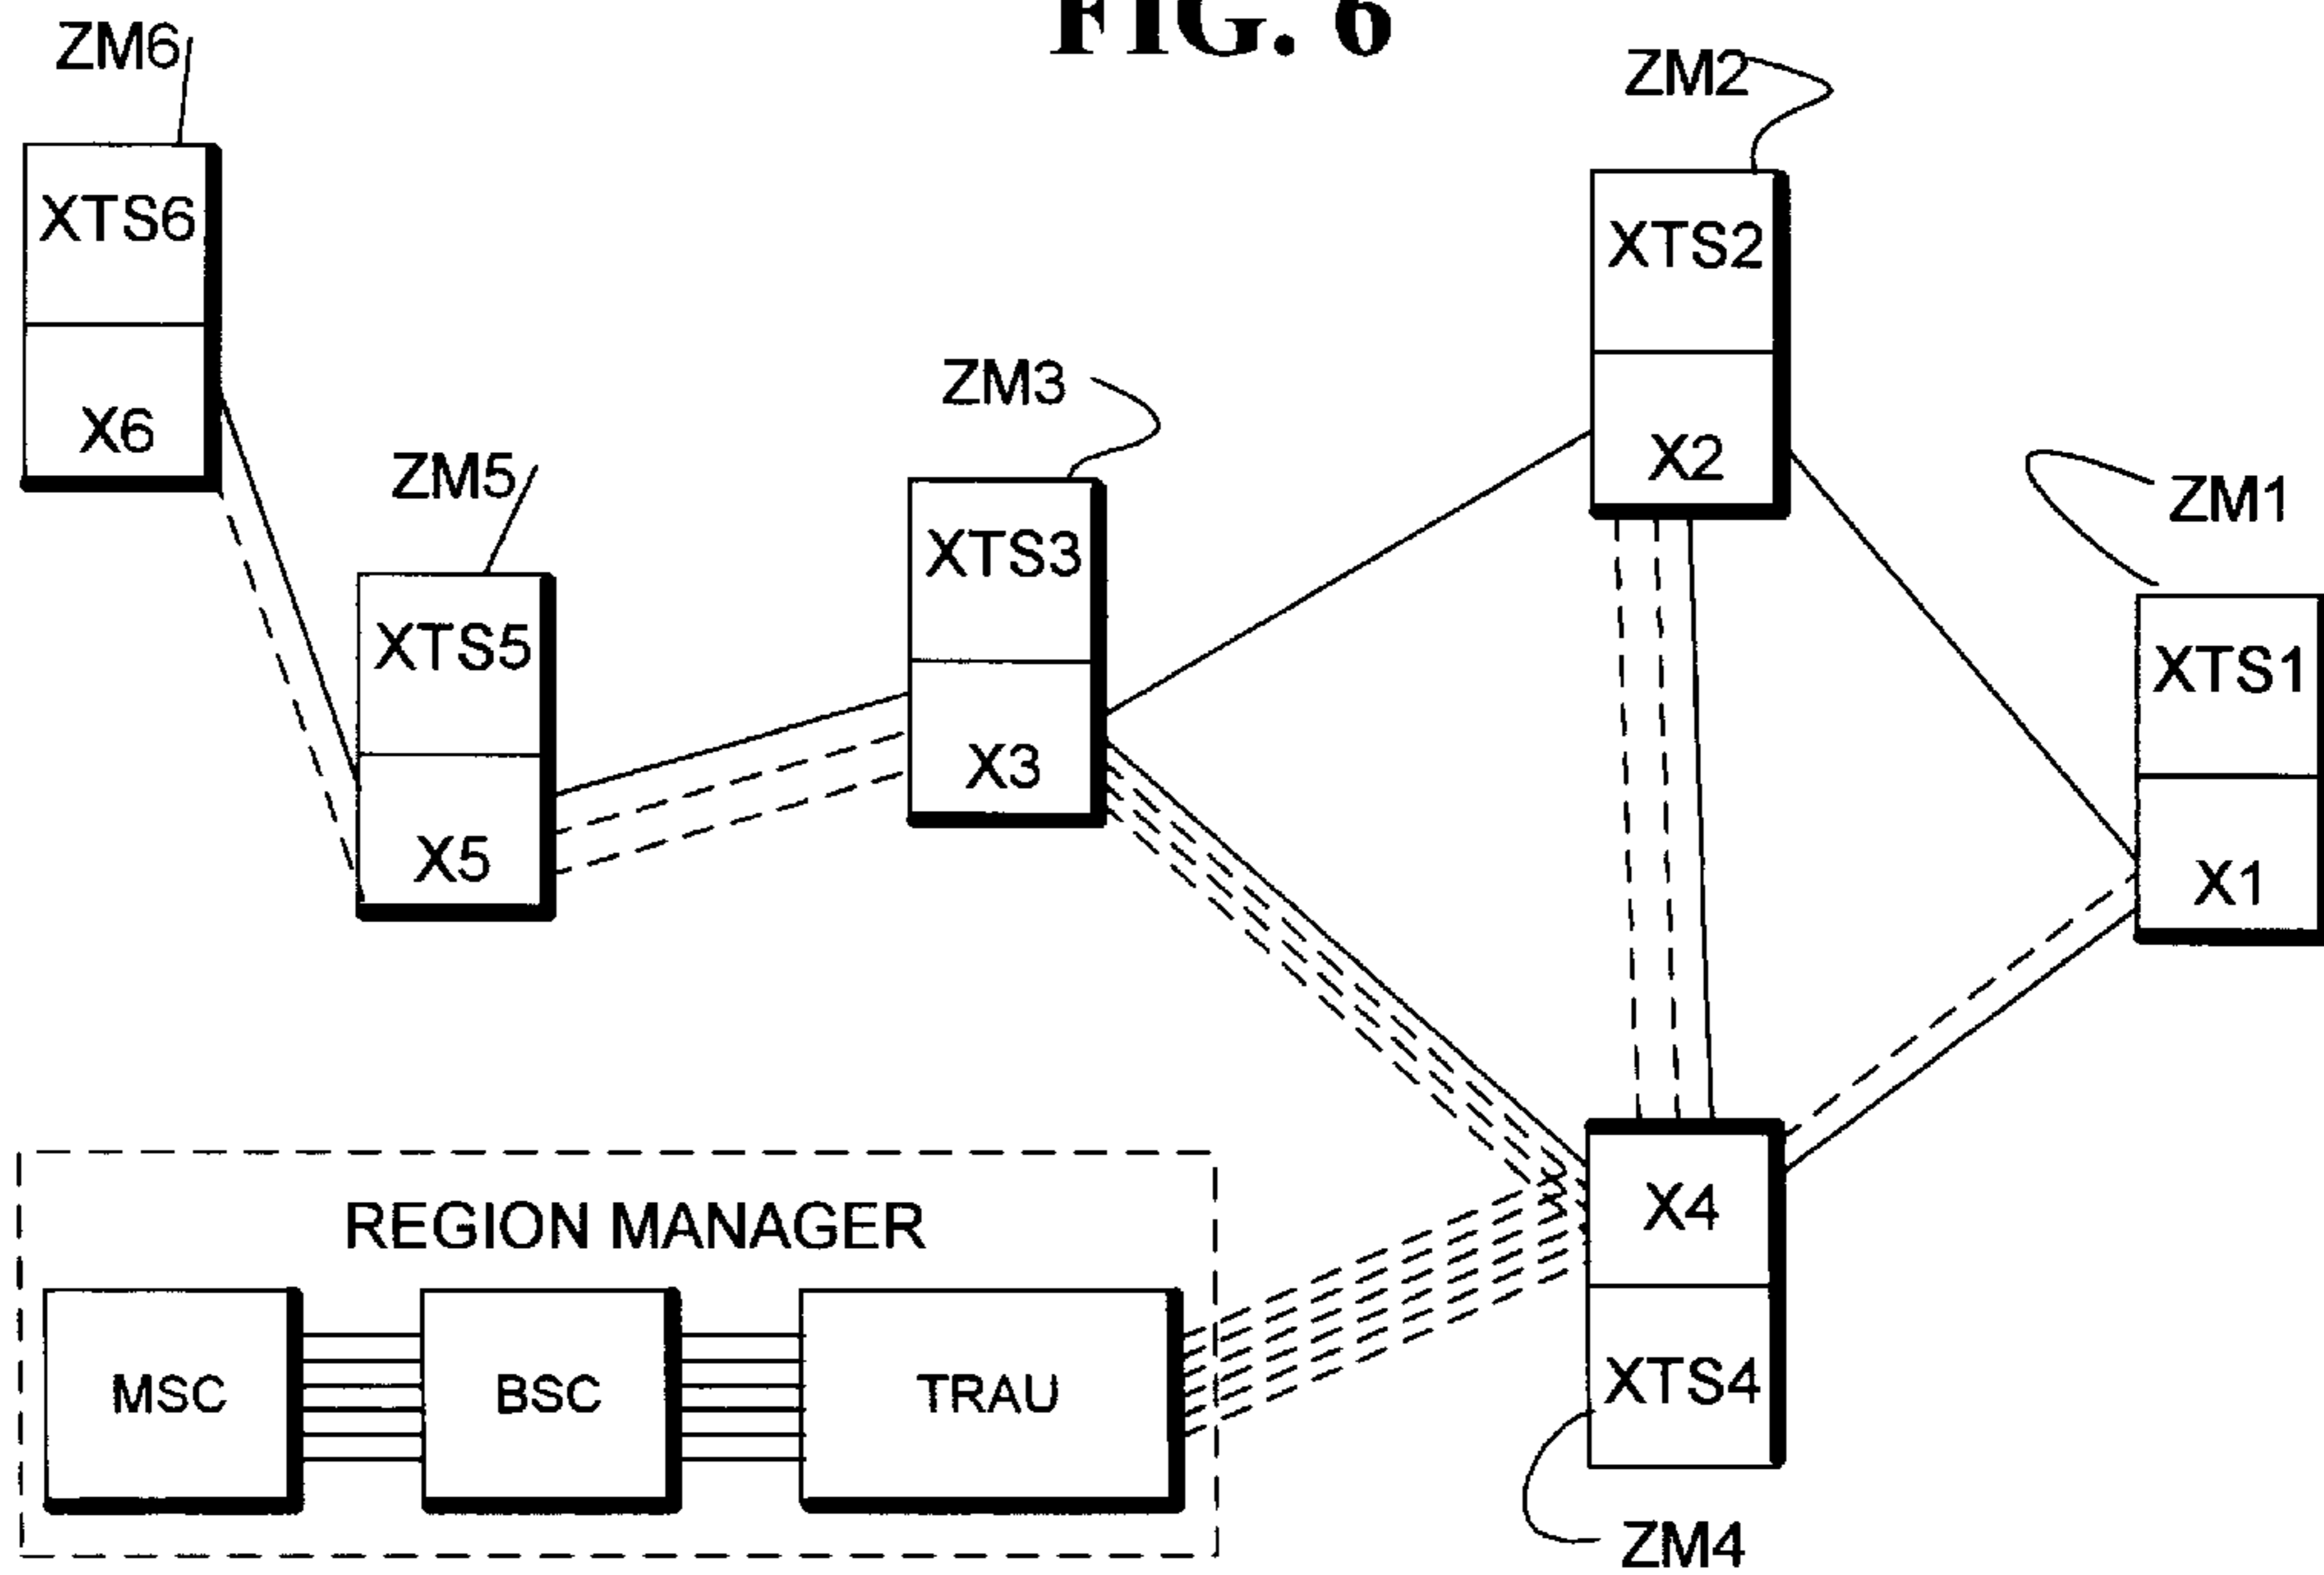 FIG. 6
ZM6
XTS6
X6
ZM5
XTS5
X5
ZM3
XTS3
X3
ZM2
XTS2
X2
ZM1
XTS1
X1
X4
XTS4
ZM4
REGION MANAGER
MSC
BSC
TRAU